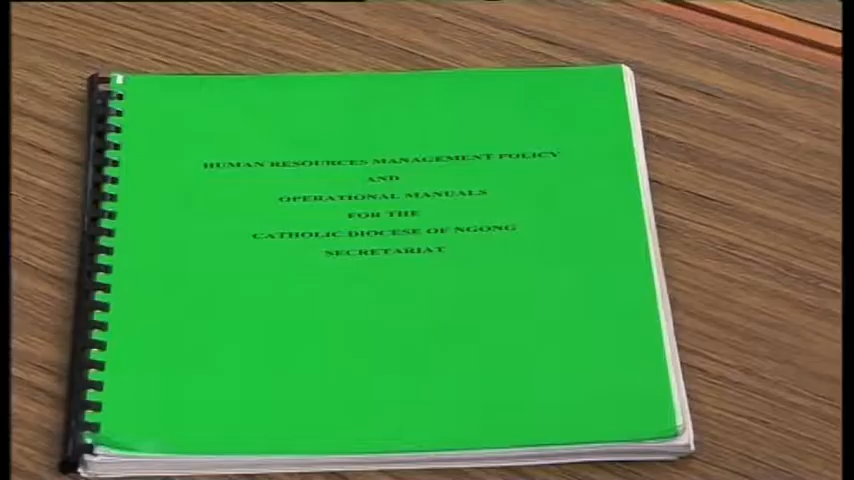 HUMAN RESOURCES MANAGEMENT POLICY
AND
OPERATIONAL MANUALS
FOR THE
CATHOLIC DIOCESE OF NGONG
SECRETARIAT